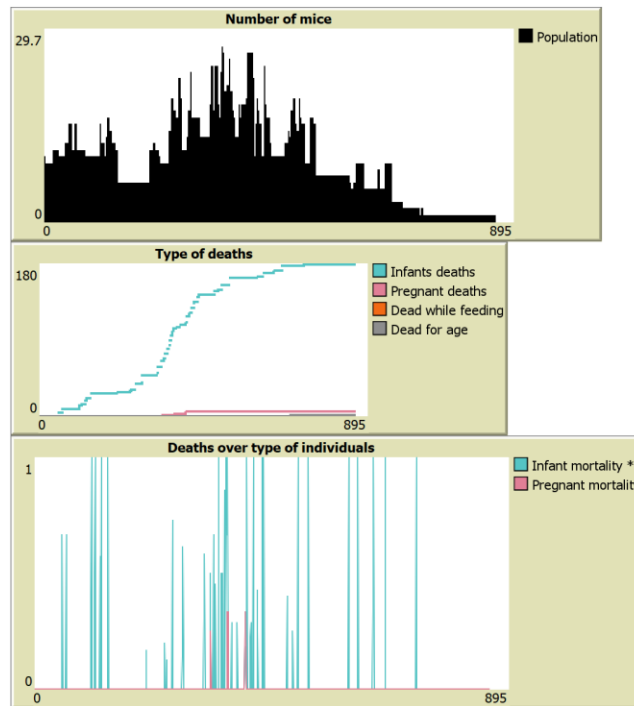 Number of mice
29.7
Population
0
0
895
Type of deaths
180
Infants deaths
Pregnant deaths
Dead while feeding
Dead for age
0
0
895
Deaths over type of individuals
1
Infant mortality *
Pregnant mortalit
0
0
895